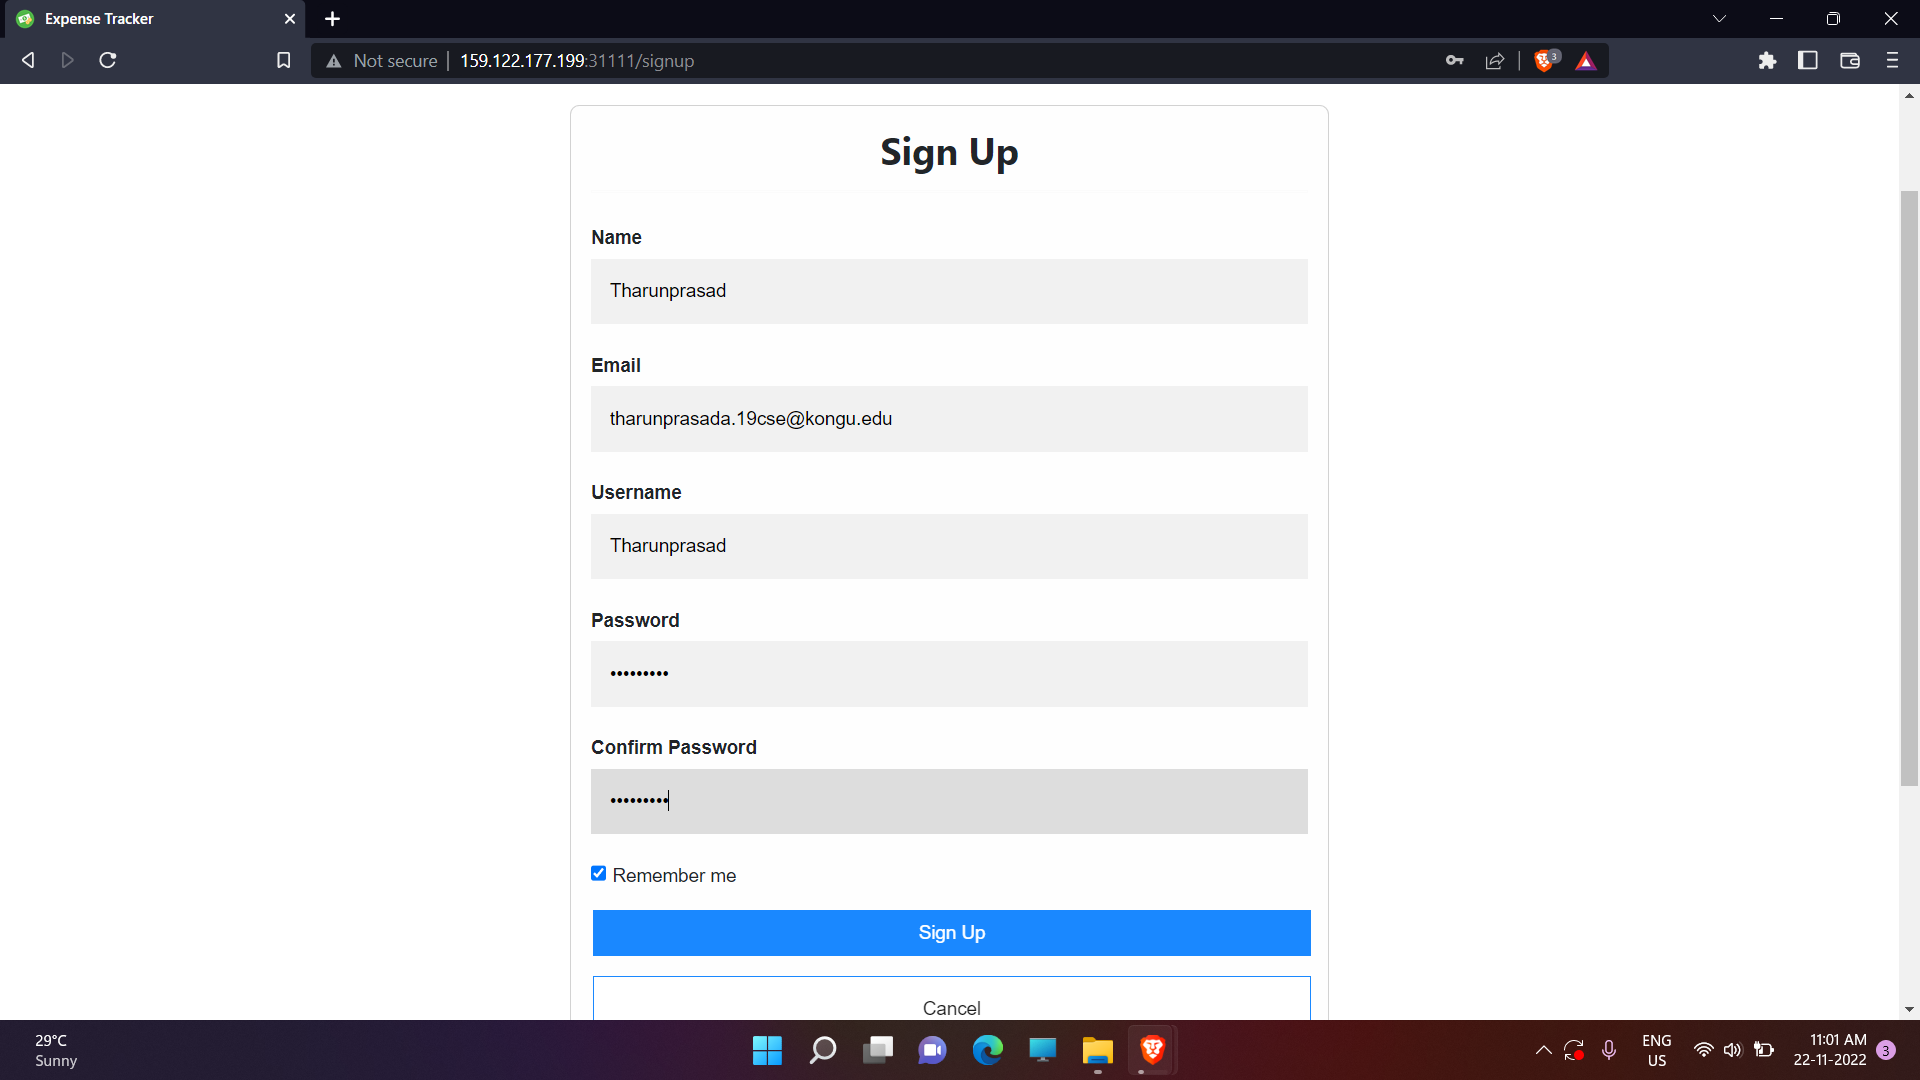 Expense Tracker
Not secure 159.122.177.199:31111/signup
3
Sign Up
Name
Tharunprasad
Email
tharunprasada.19cse@kongu.edu
Username
Tharunprasad
Password
•••••••••
Confirm Password
•••••••••
Remember me
Sign Up
Cancel
29°C
Sunny
ENG
US
11:01 AM
22-11-2022
3